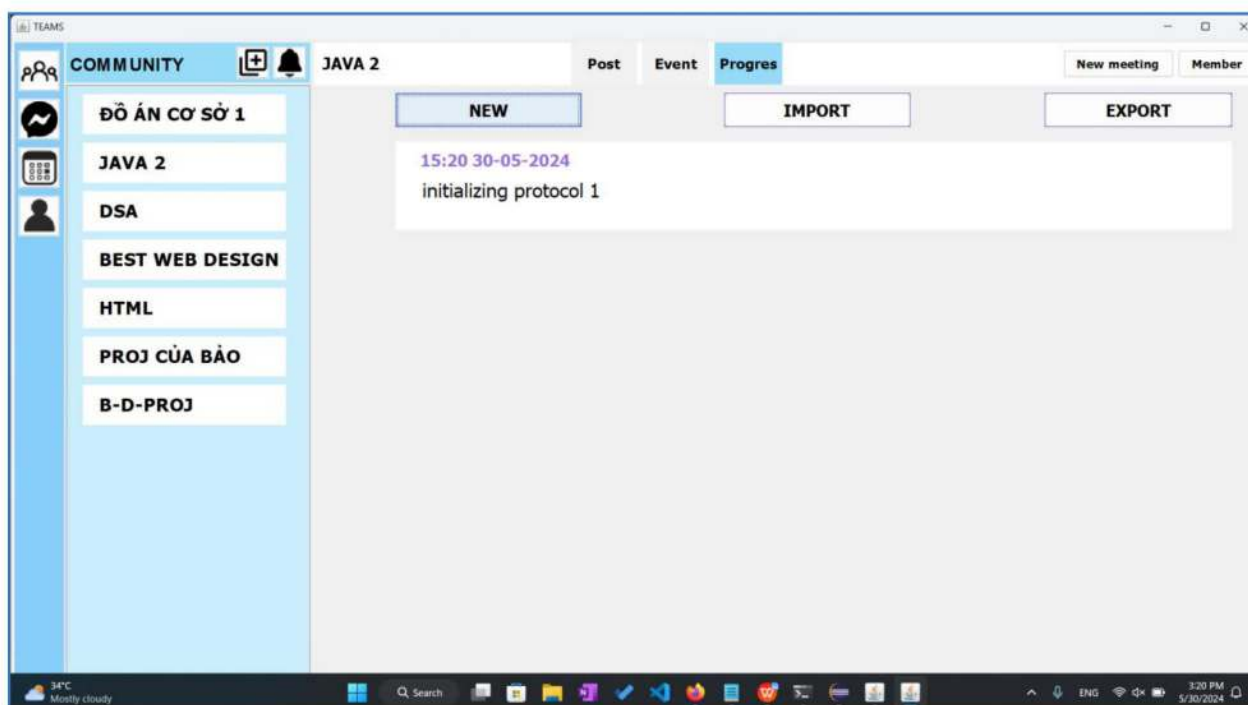 TEAMS
COMMUNITY
JAVA 2
Post
Event
Progres
New meeting
Member
ĐỒ ÁN CƠ SỞ 1
JAVA 2
DSA
BEST WEB DESIGN
HTML
PROJ CỦA BẢO
B-D-PROJ
NEW
IMPORT
EXPORT
15:20 30-05-2024
initializing protocol 1
34°C
Mostly cloudy
Search
ENG
3:20 PM
5/30/2024